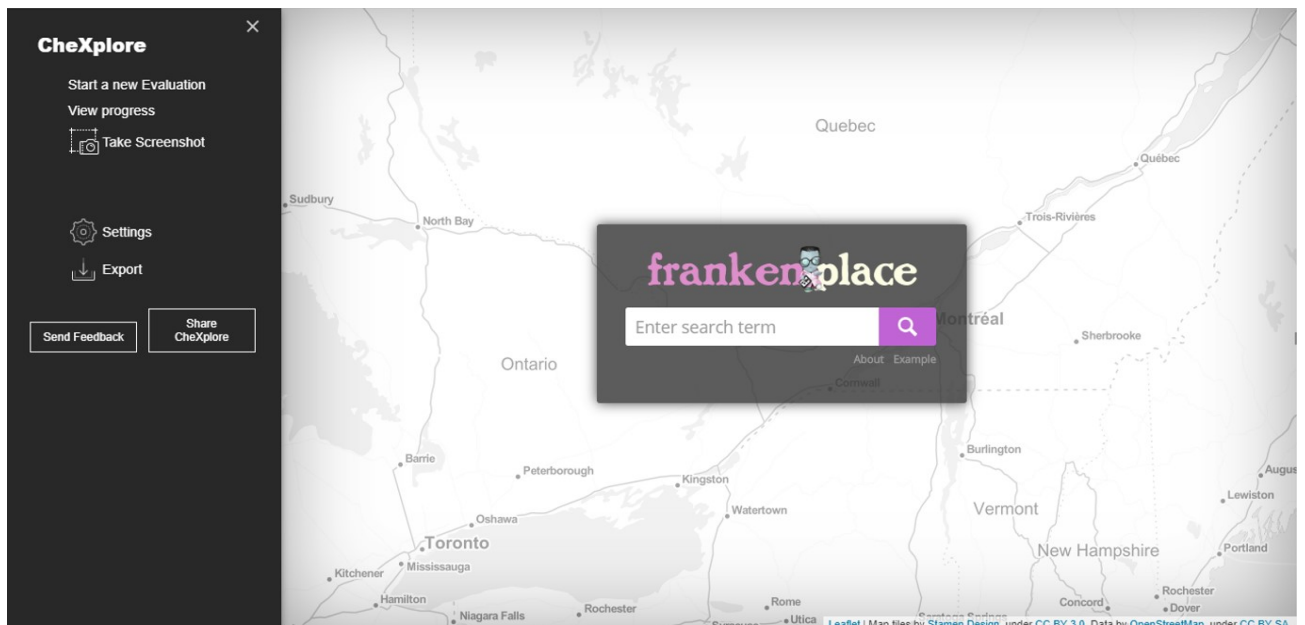 CheXplore
Start a new Evaluation
View progress
Take Screenshot
Settings
Export
Send Feedback
Share
CheXplore
Quebec
Québec
Sudbury
North Bay
Trois-Rivières
frankenplace
Enter search term
Montréal
Sherbrooke
About Example
Ontario
Cornwall
Barrie
Burlington
Peterborough
Kingston
Augus
Lewiston
Watertown
Vermont
Oshawa
Toronto
New Hampshire
Portland
Mississauga
Kitchener
Hamilton
Rochester
Concord
Rome
Dover
Niagara Falls
Rochester
Utica
Leaflet | Map tiles by Stamen Design, under CC BY 3.0. Data by OpenStreetMap, under CC BY SA